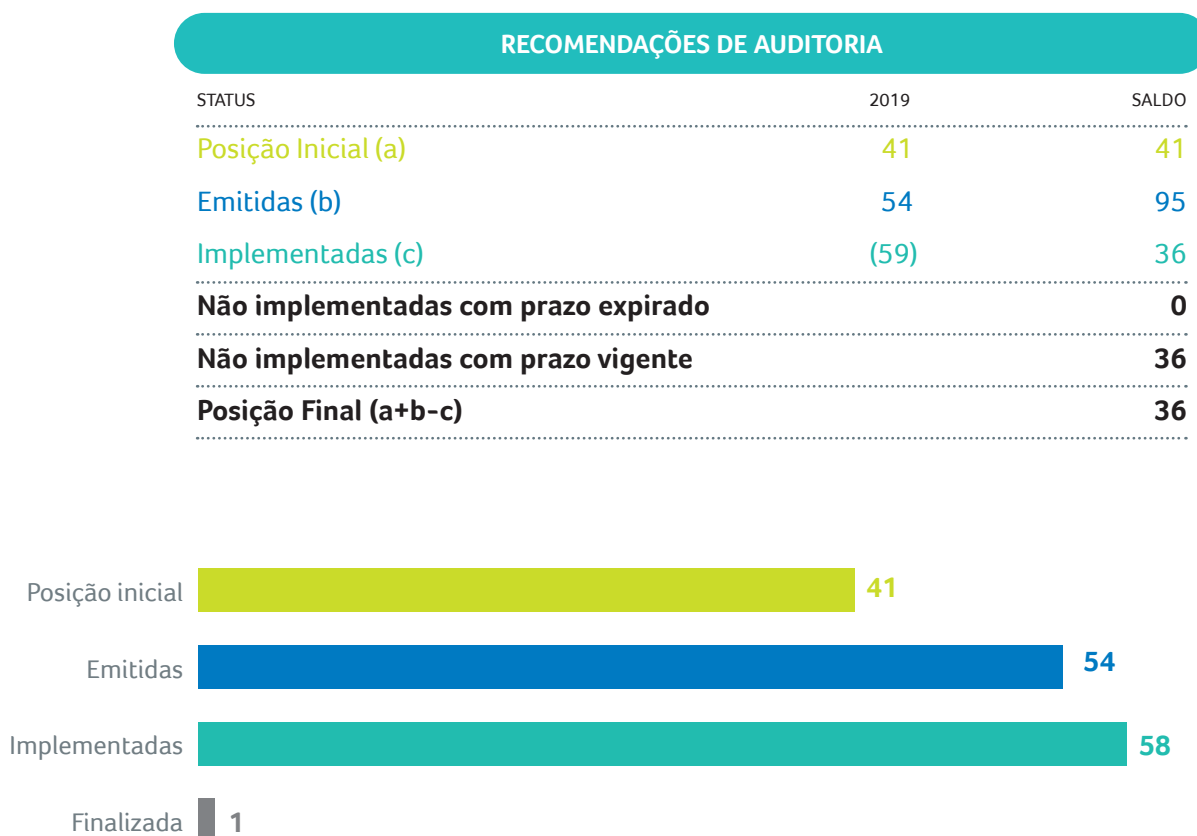 RECOMENDAÇÕES DE AUDITORIA
STATUS 2019 SALDO
Posição Inicial (a) 41 41
Emitidas (b) 54 95
Implementadas (c) (59) 36
Não implementadas com prazo expirado 0
Não implementadas com prazo vigente 36
Posição Final (a+b-c) 36
Posição inicial 41
Emitidas 54
Implementadas 58
Finalizada 1